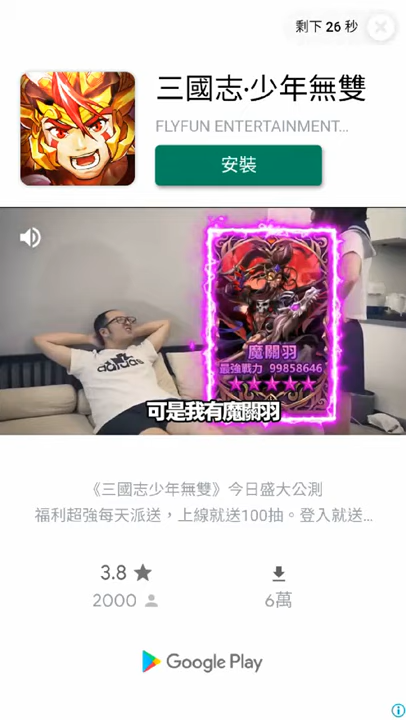 剩下 26 秒
三國志·少年無雙
FLYFUN ENTERTAINMENT...
安裝
adidas
魔關羽
最強戰力 99858646
可是我有魔關羽
《三國志少年無雙》今日盛大公測
福利超強每天派送，上線就送100抽。登入就送...
3.8
2000
6萬
Google Play